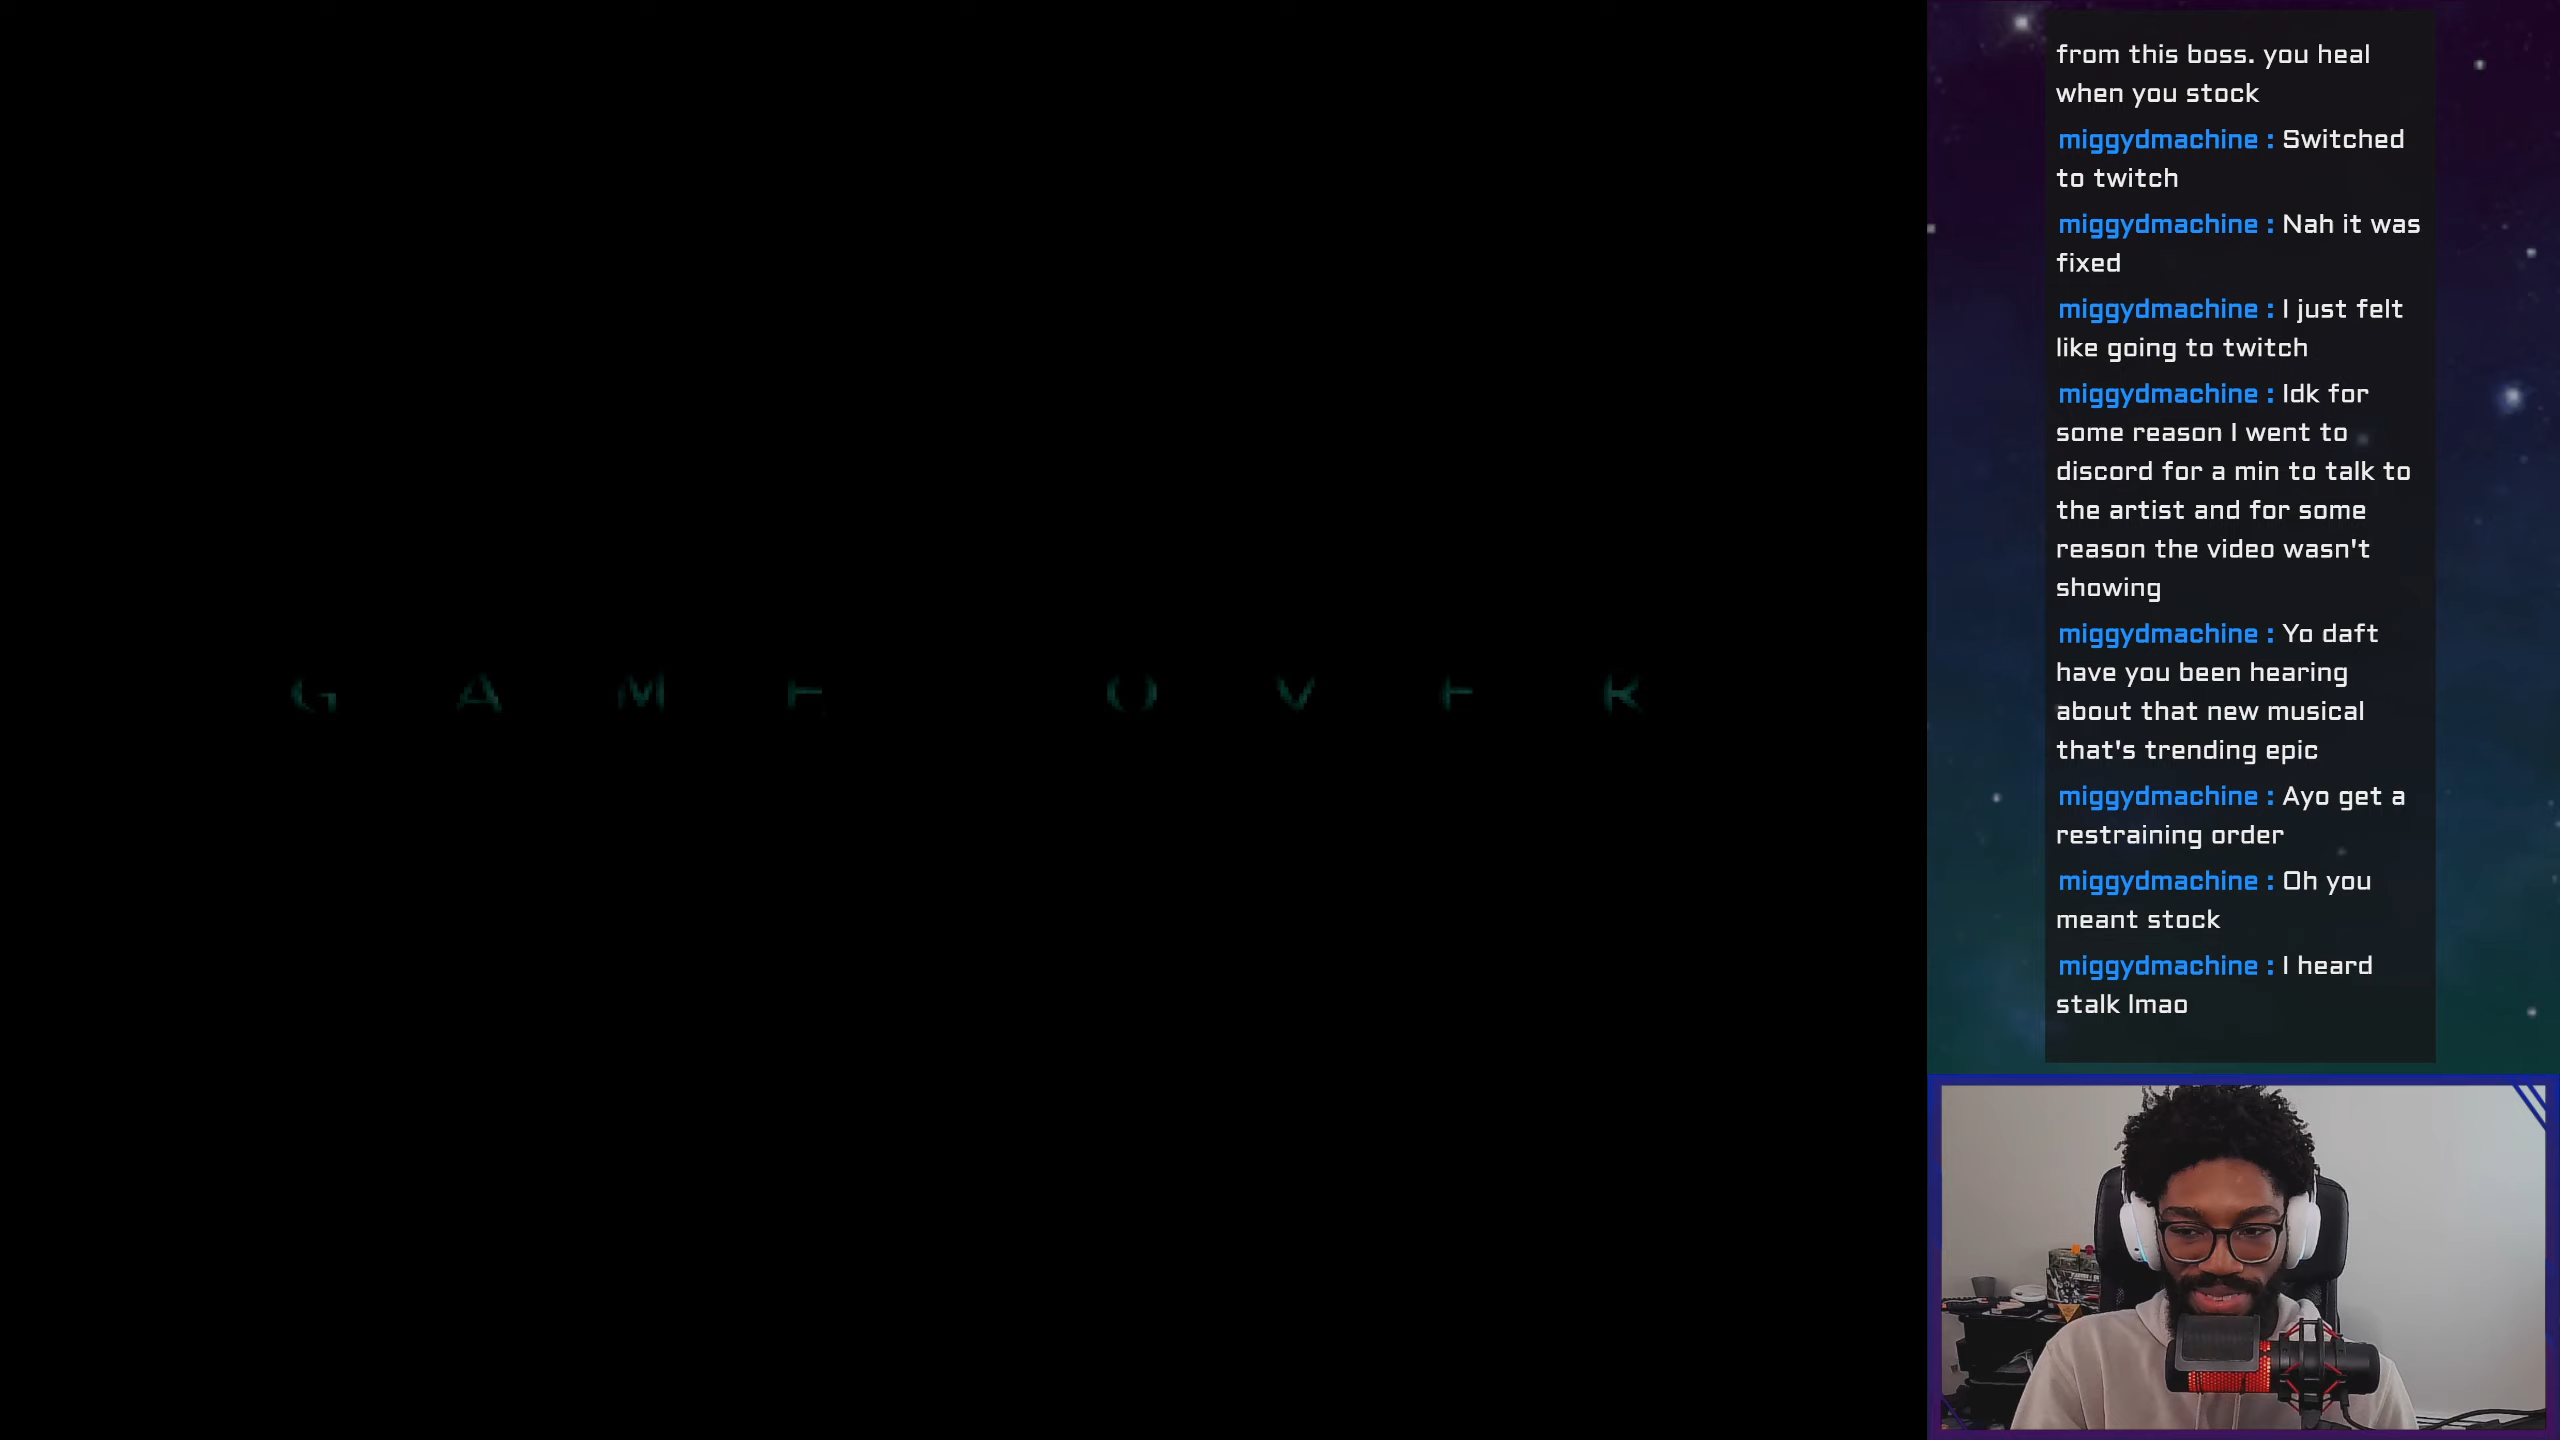 GAME OVER
from this boss. you heal
when you stock
miggydmachine : Switched
to twitch
miggydmachine : Nah it was
fixed
miggydmachine : I just felt
like going to twitch
miggydmachine : Idk for
some reason I went to
discord for a min to talk to
the artist and for some
reason the video wasn't
showing
miggydmachine : Yo daft
have you been hearing
about that new musical
that's trending epic
miggydmachine : Ayo get a
restraining order
miggydmachine : Oh you
meant stock
miggydmachine : I heard
stalk lmao